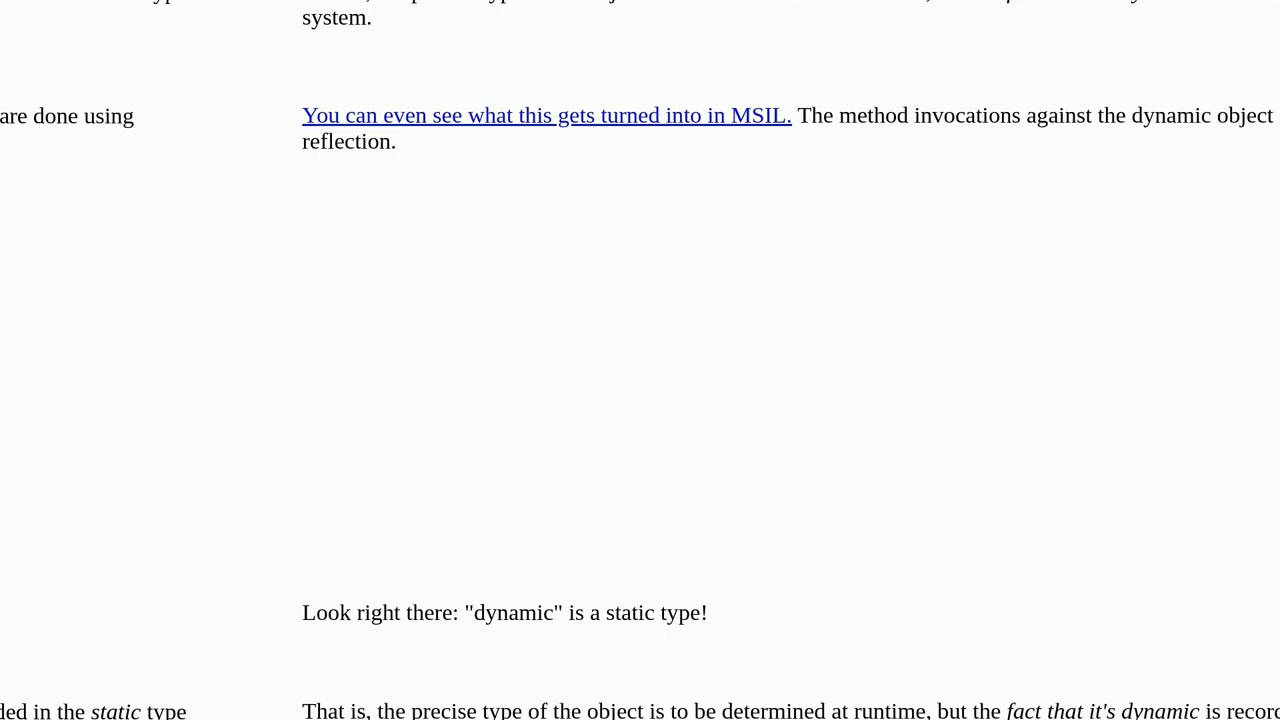 system.
are done using
You can even see what this gets turned into in MSIL. The method invocations against the dynamic object
reflection.
Look right there: "dynamic" is a static type!
in the static type
That is, the precise type of the object is to be determined at runtime, but the fact that it's dynamic is